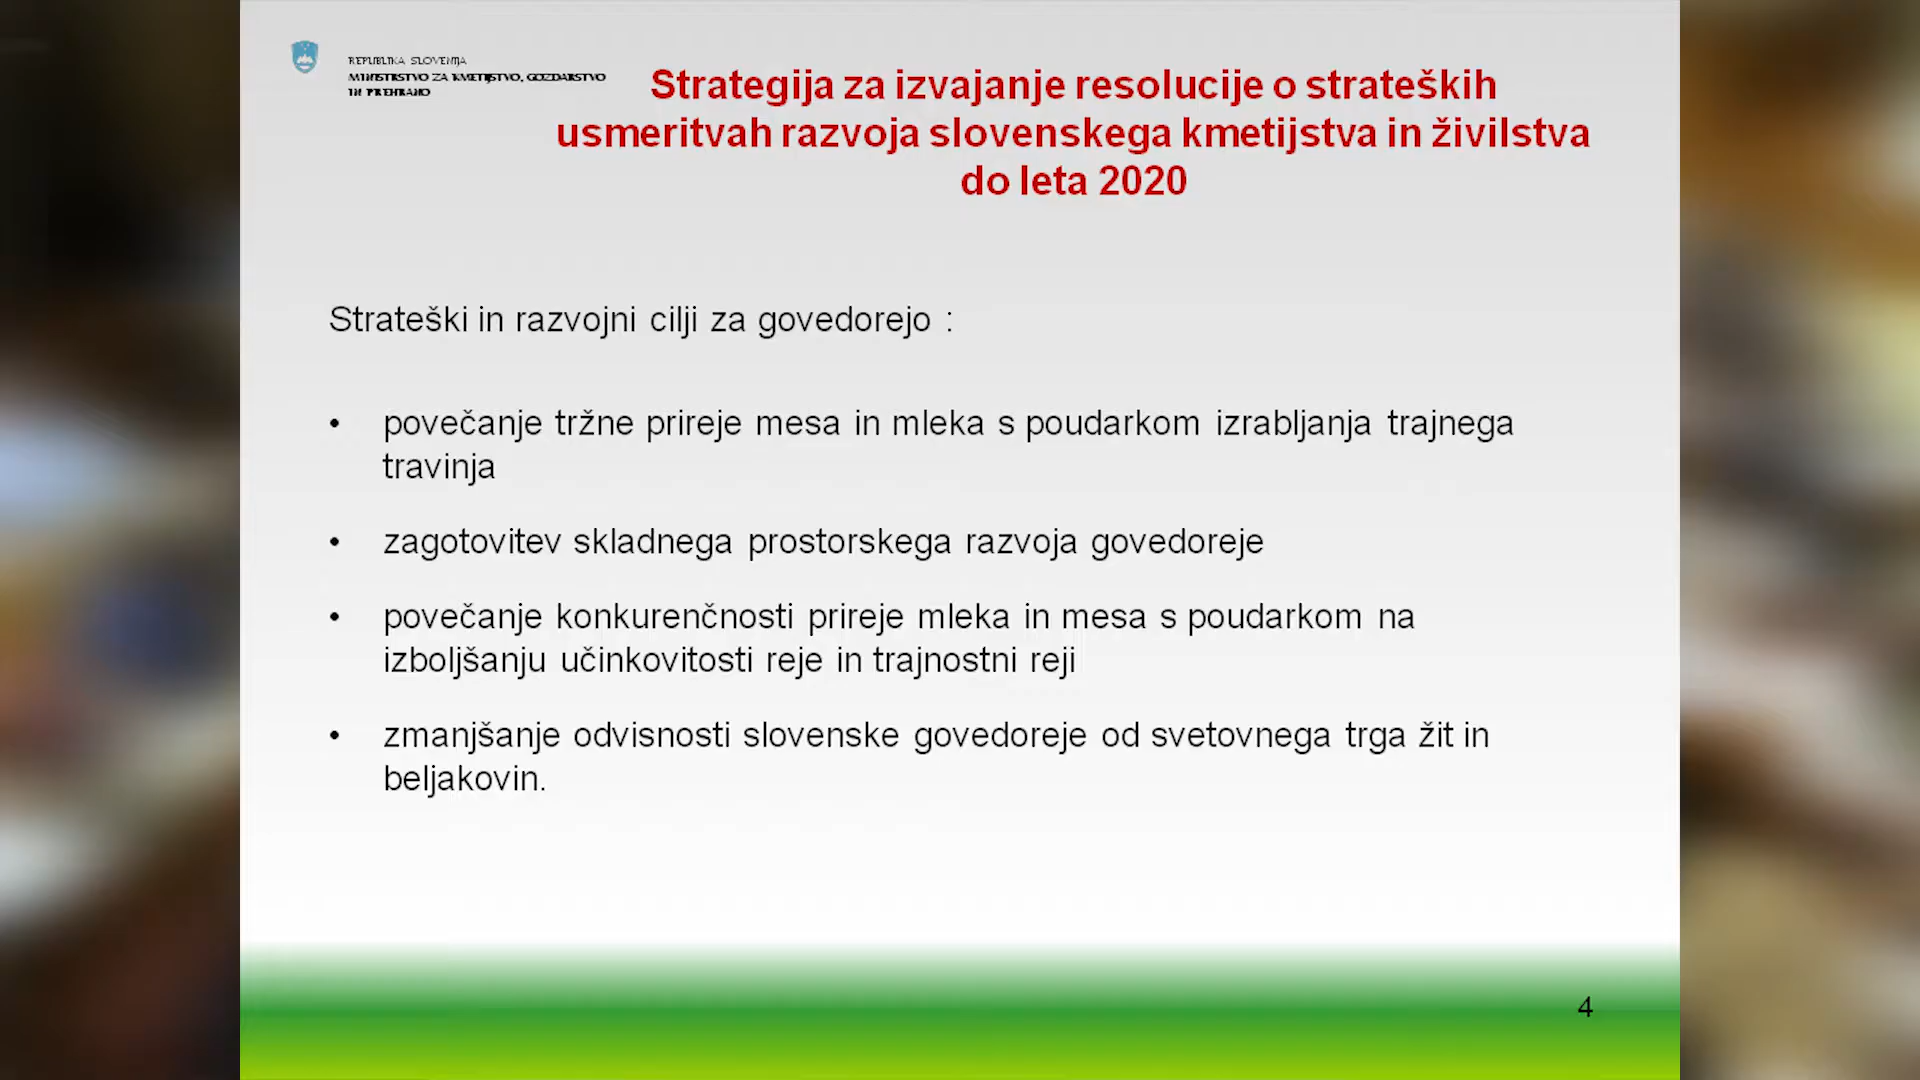 REPUBLIKA SLOVENIJA
MINISTRSTVO ZA KMETIJSTVO, GOZDARSTVO
IN PREHRANO
Strategija za izvajanje resolucije o strateških
usmeritvah razvoja slovenskega kmetijstva in živilstva
do leta 2020
Strateški in razvojni cilji za govedorejo :
• povečanje tržne prireje mesa in mleka s poudarkom izrabljanja trajnega
travinja
• zagotovitev skladnega prostorskega razvoja govedoreje
• povečanje konkurenčnosti prireje mleka in mesa s poudarkom na
izboljšanju učinkovitosti reje in trajnostni reji
• zmanjšanje odvisnosti slovenske govedoreje od svetovnega trga žit in
beljakovin.
4